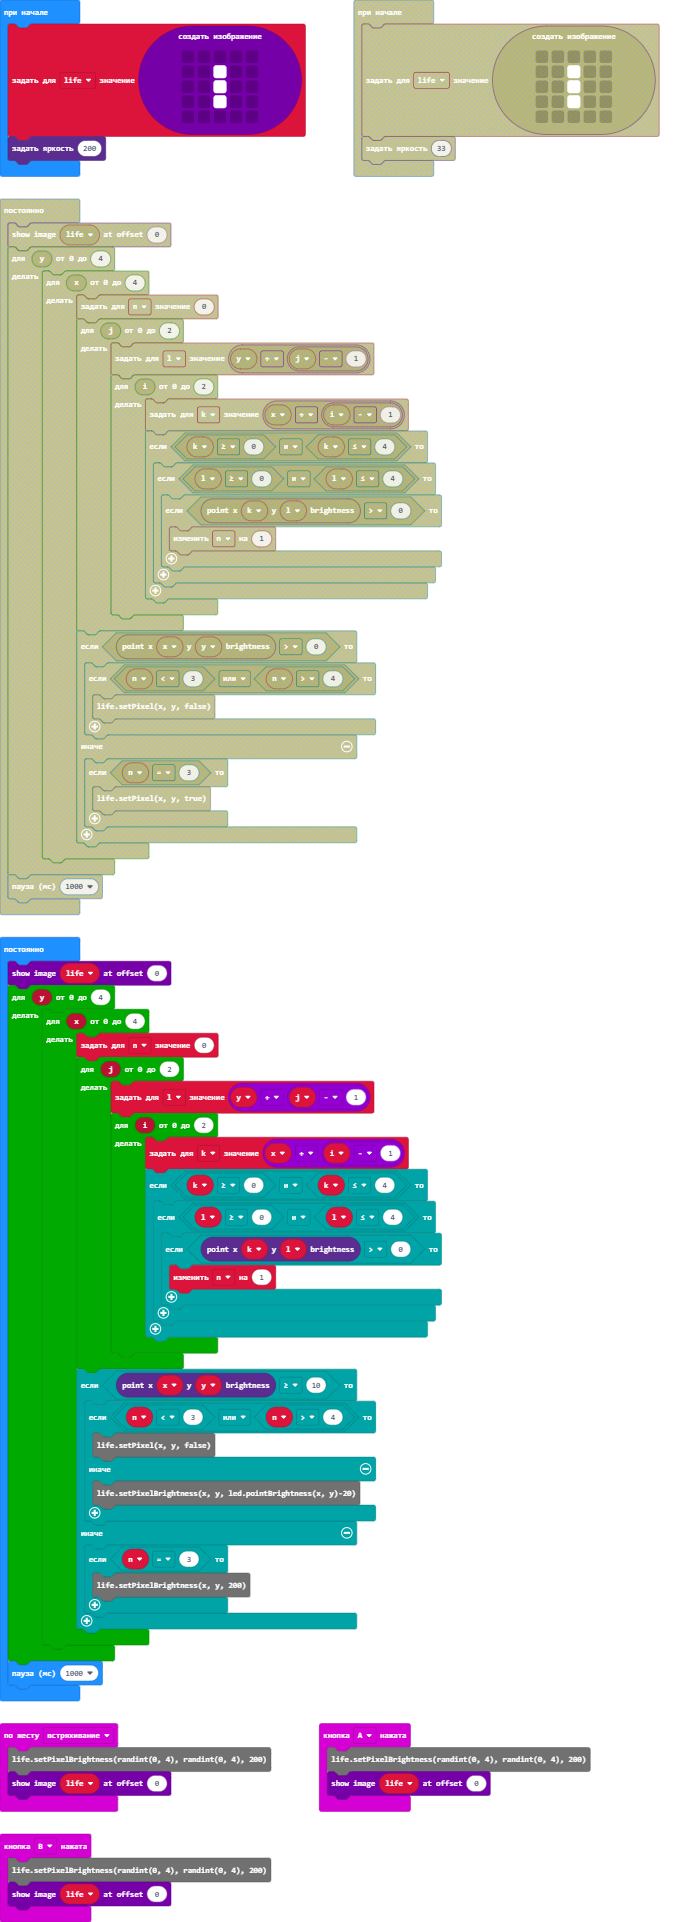 при начале
создать изображение
задать для life значение
задать яркость 200
при начале
создать изображение
задать для life значение
задать яркость 33
постоянно
show image life at offset 0
для y от 0 до 4
делать
для x от 0 до 4
делать
задать для n значение 0
для j от 0 до 2
делать
задать для l значение y + j - 1
для i от 0 до 2
делать
задать для k значение x + i - 1
если k ≥ 0 и k ≤ 4 то
если l ≥ 0 и l ≤ 4 то
если point x k y l brightness > 0 то
изменить n на 1
если point x x y y brightness > 0 то
если n < 3 или n > 4 то
life.setPixel(x, y, false)
иначе
если n = 3 то
life.setPixel(x, y, true)
пауза (мс) 1000
постоянно
show image life at offset 0
для y от 0 до 4
делать
для x от 0 до 4
делать
задать для n значение 0
для j от 0 до 2
делать
задать для l значение y + j - 1
для i от 0 до 2
делать
задать для k значение x + i - 1
если k ≥ 0 и k ≤ 4 то
если l ≥ 0 и l ≤ 4 то
если point x k y l brightness > 0 то
изменить n на 1
если point x x y y brightness ≥ 10 то
если n < 3 или n > 4 то
life.setPixel(x, y, false)
иначе
life.setPixelBrightness(x, y, led.pointBrightness(x, y)-20)
иначе
если n = 3 то
life.setPixelBrightness(x, y, 200)
пауза (мс) 1000
по жесту встряхивание
life.setPixelBrightness(randint(0, 4), randint(0, 4), 200)
show image life at offset 0
кнопка A нажата
life.setPixelBrightness(randint(0, 4), randint(0, 4), 200)
show image life at offset 0
кнопка B нажата
life.setPixelBrightness(randint(0, 4), randint(0, 4), 200)
show image life at offset 0